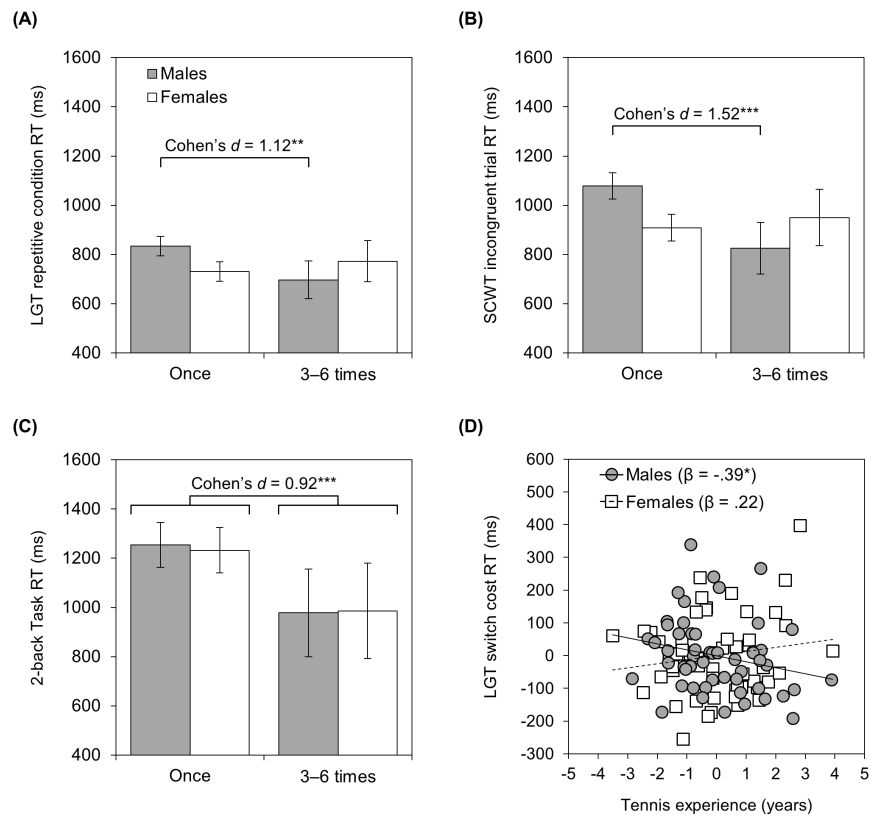 (A)
LGT repetitive condition RT (ms)
1600
1400
1200
1000
800
600
400
Males
Females
Cohen's d = 1.12**
Once
3–6 times
(B)
SCWT incongruent trial RT (ms)
1600
1400
1200
1000
800
600
400
Cohen's d = 1.52***
Once
3–6 times
(C)
2-back Task RT (ms)
1600
1400
1200
1000
800
600
400
Cohen's d = 0.92***
Once
3–6 times
(D)
LGT switch cost RT (ms)
600
500
400
300
200
100
0
-100
-200
-300
Males (β = -.39*)
Females (β = .22)
-5 -4 -3 -2 -1 0 1 2 3 4 5
Tennis experience (years)